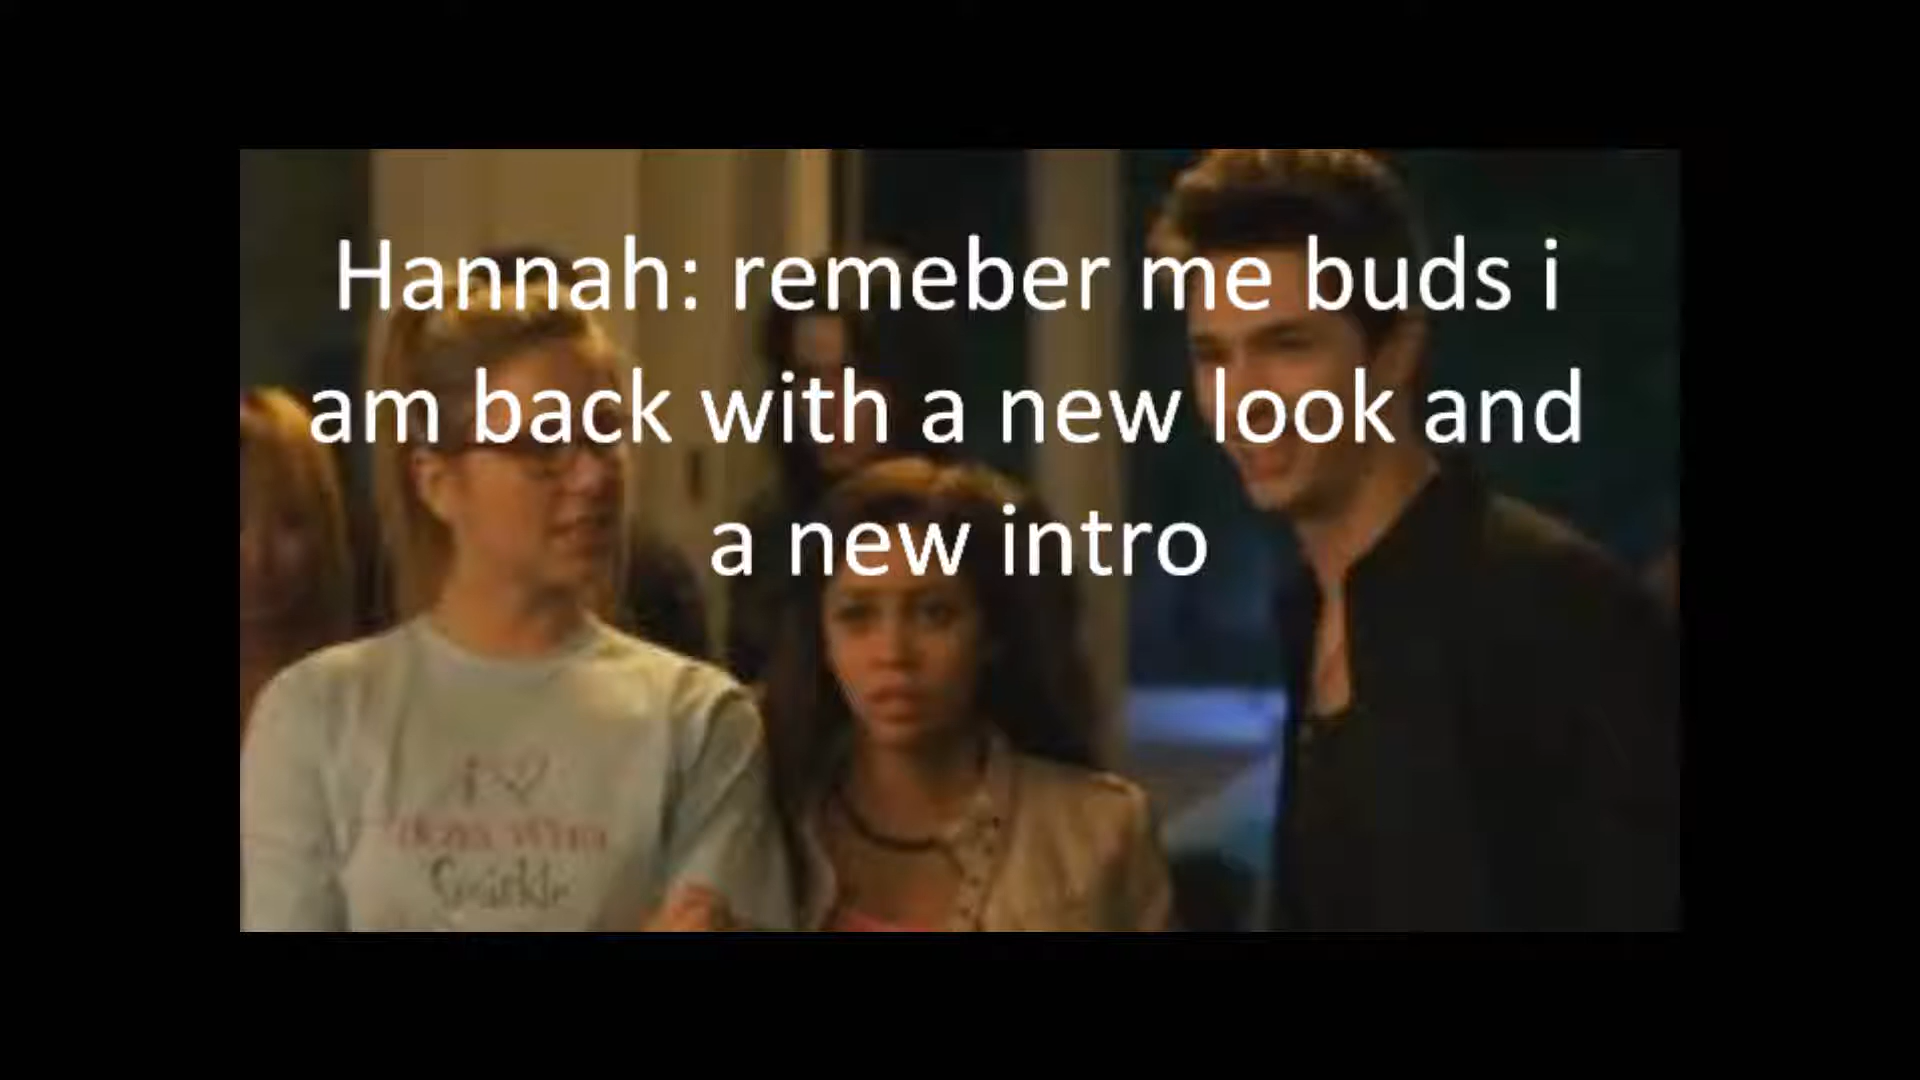 Hannah: remeber me buds i
am back with a new look and
a new intro
i